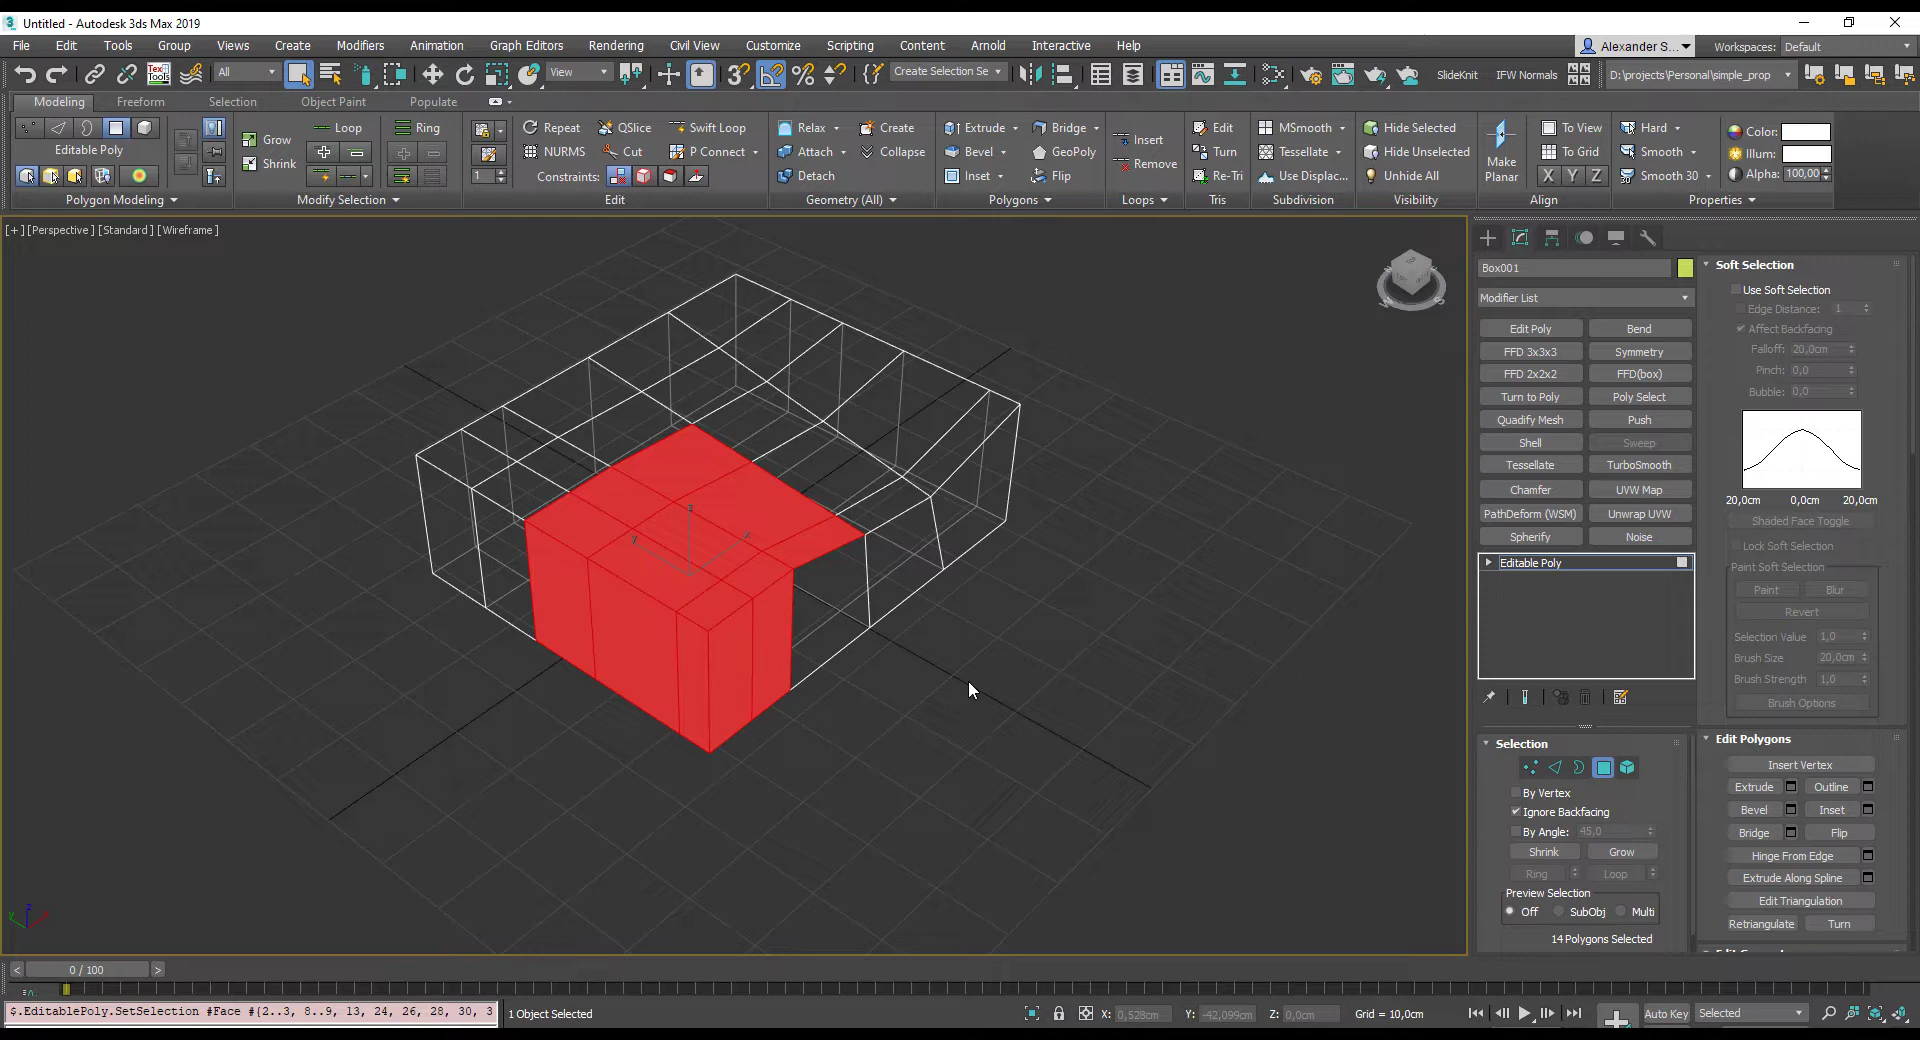 Untitled - Autodesk 3ds Max 2019
File Edit Tools Group Views Create Modifiers Animation Graph Editors Rendering Civil View Customize Scripting Content Arnold Interactive Help
Alexander S... Workspaces: Default
Tex Tools All View Create Selection Se SlideKnit IFW Normals D:\projects\Personal\simple_prop
Modeling Freeform Selection Object Paint Populate
Grow Loop Ring Repeat QSlice Swift Loop Relax Create Extrude Bridge Insert Edit MSmooth Hide Selected To View Hard Color:
Editable Poly Shrink NURMS Cut P Connect Attach Collapse Bevel GeoPoly Remove Turn Tessellate Hide Unselected Make Planar To Grid Smooth Illum:
1 Constraints: Detach Inset Flip Re-Tri Use Displac... Unhide All X Y Z Smooth 30 Alpha: 100,00
Polygon Modeling Modify Selection Edit Geometry (All) Polygons Loops Tris Subdivision Visibility Align Properties
[+] [Perspective ] [Standard ] [Wireframe ]
Box001
Modifier List
Edit Poly Bend
FFD 3x3x3 Symmetry
FFD 2x2x2 FFD(box)
Turn to Poly Poly Select
Quadify Mesh Push
Shell Sweep
Tessellate TurboSmooth
Chamfer UVW Map
PathDeform (WSM) Unwrap UVW
Spherify Noise
Editable Poly
Selection
By Vertex
Ignore Backfacing
By Angle: 45,0
Shrink Grow
Ring Loop
Preview Selection
Off SubObj Multi
14 Polygons Selected
Soft Selection
Use Soft Selection
Edge Distance: 1
Affect Backfacing
Falloff: 20,0cm
Pinch: 0,0
Bubble: 0,0
20,0cm 0,0cm 20,0cm
Shaded Face Toggle
Lock Soft Selection
Paint Soft Selection
Paint Blur
Revert
Selection Value 1,0
Brush Size 20,0cm
Brush Strength 1,0
Brush Options
Edit Polygons
Insert Vertex
Extrude Outline
Bevel Inset
Bridge Flip
Hinge From Edge
Extrude Along Spline
Edit Triangulation
Retriangulate Turn
z
y
x
y z
< 0 / 100 >
$.EditablePoly.SetSelection #Face #{2..3, 8..9, 13, 24, 26, 28, 30, 3
1 Object Selected X: 0,528cm Y: -42,099cm Z: 0,0cm Grid = 10,0cm Auto Key Selected